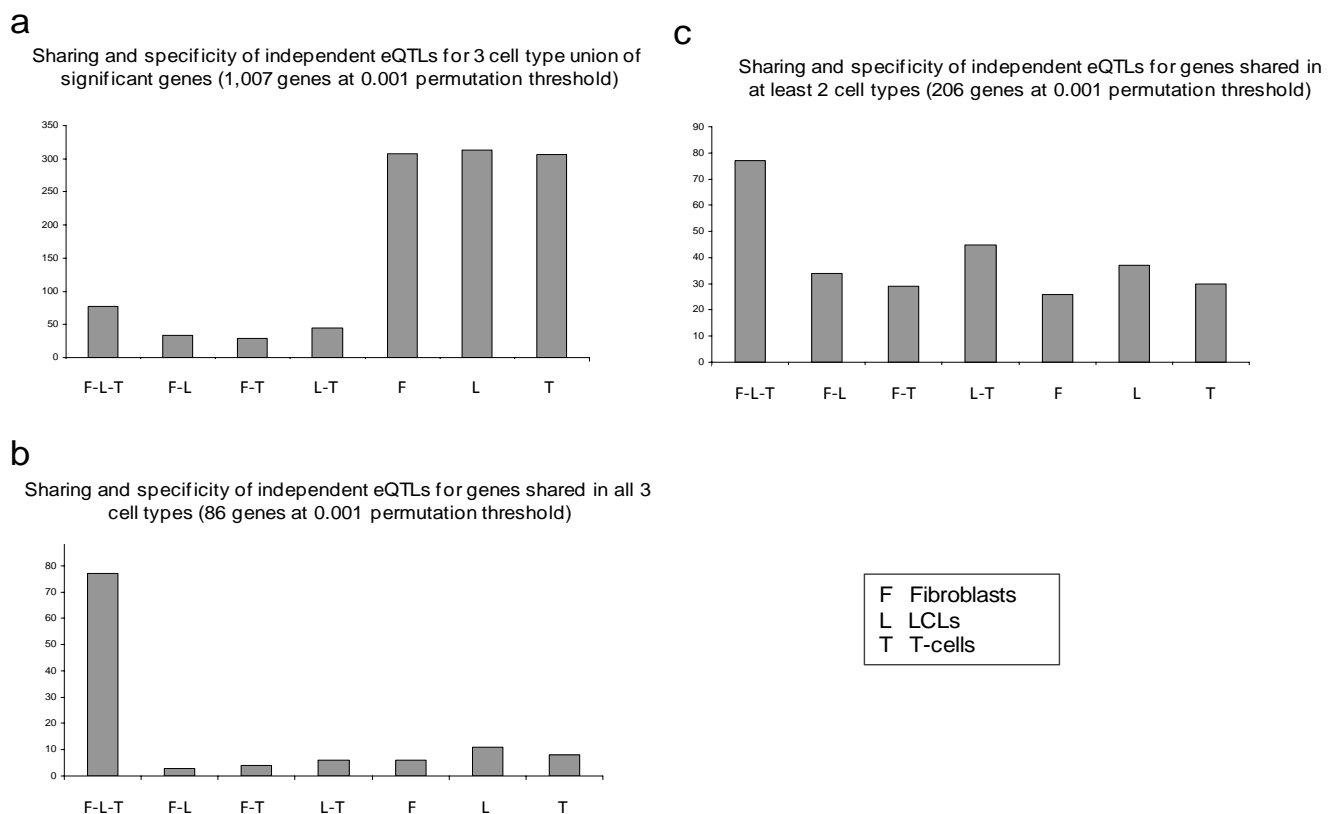 a
Sharing and specificity of independent eQTLs for 3 cell type union of
significant genes (1,007 genes at 0.001 permutation threshold)
350
300
250
200
150
100
50
0
F-L-T F-L F-T L-T F L T
b
Sharing and specificity of independent eQTLs for genes shared in all 3
cell types (86 genes at 0.001 permutation threshold)
80
70
60
50
40
30
20
10
0
F-L-T F-L F-T L-T F L T
c
Sharing and specificity of independent eQTLs for genes shared in
at least 2 cell types (206 genes at 0.001 permutation threshold)
90
80
70
60
50
40
30
20
10
0
F-L-T F-L F-T L-T F L T
F Fibroblasts
L LCLs
T T-cells